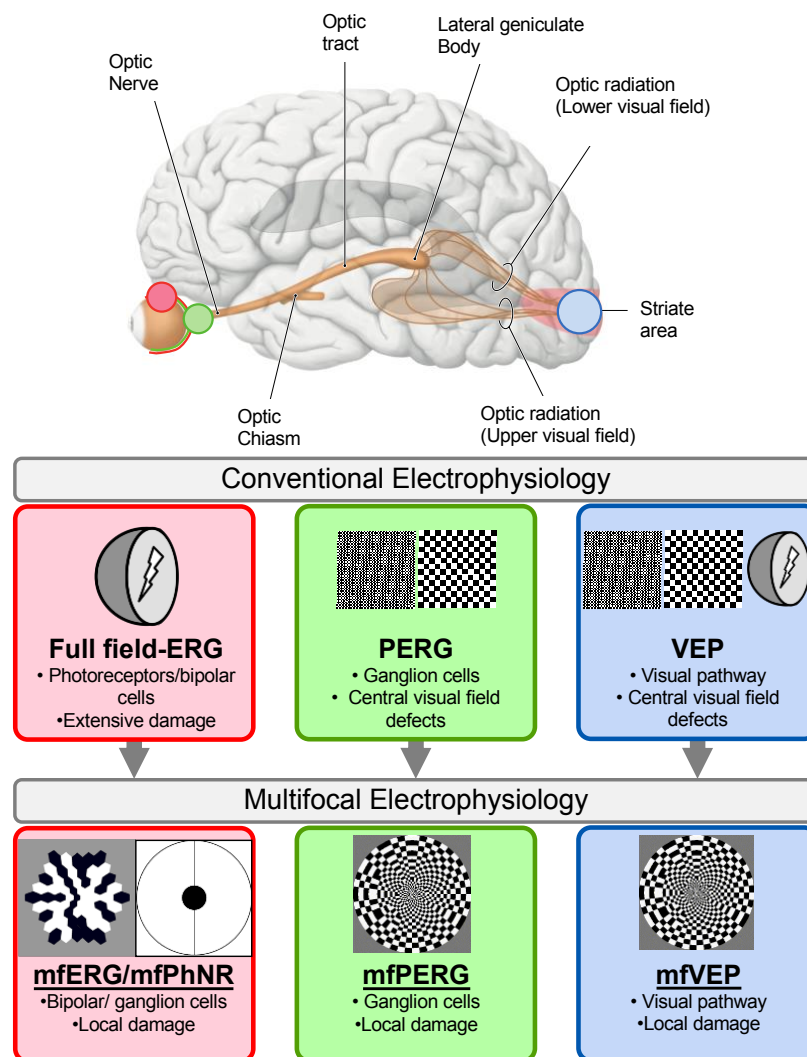 Optic
tract
Lateral geniculate
Body
Optic
Nerve
Optic radiation
(Lower visual field)
Striate
area
Optic
Chiasm
Optic radiation
(Upper visual field)
Conventional Electrophysiology
Full field-ERG
• Photoreceptors/bipolar
cells
•Extensive damage
PERG
• Ganglion cells
• Central visual field
defects
VEP
• Visual pathway
• Central visual field
defects
Multifocal Electrophysiology
mfERG/mfPhNR
•Bipolar/ ganglion cells
•Local damage
mfPERG
• Ganglion cells
•Local damage
mfVEP
• Visual pathway
•Local damage